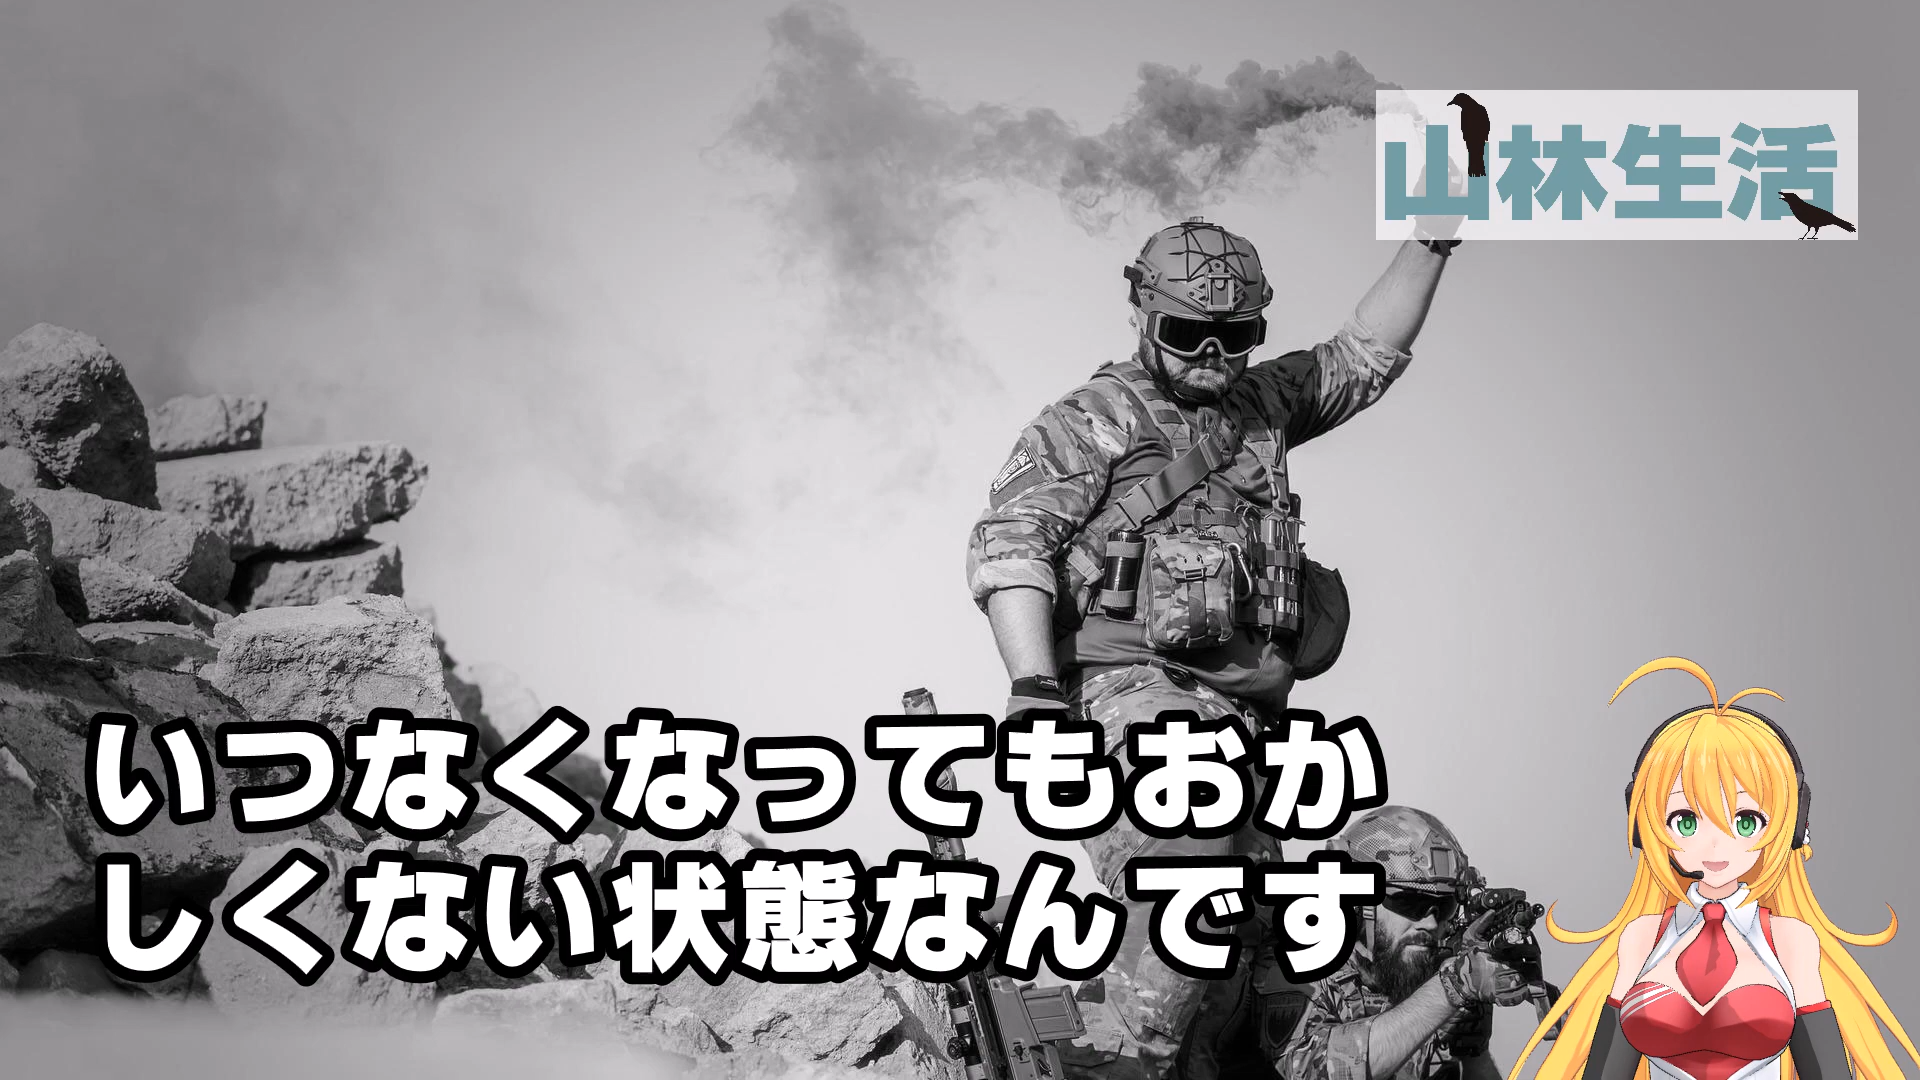 山林生活
いつなくなってもおか
しくない状態なんです